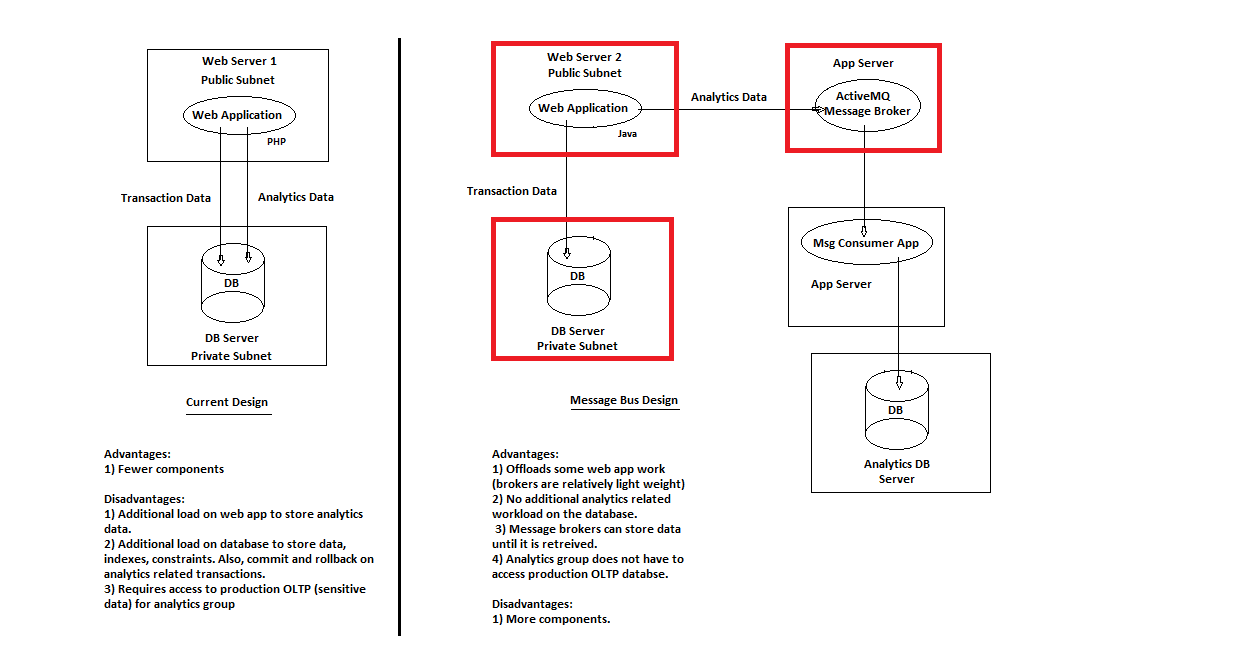 Web Server 1
Public Subnet
Web Application
PHP
Transaction Data
Analytics Data
DB
DB Server
Private Subnet
Current Design
Advantages:
1) Fewer components
Disadvantages:
1) Additional load on web app to store analytics
data.
2) Additional load on database to store data,
indexes, constraints. Also, commit and rollback on
analytics related transactions.
3) Requires access to production OLTP (sensitive
data) for analytics group
Web Server 2
Public Subnet
Web Application
Java
Analytics Data
App Server
ActiveMQ
Message Broker
Transaction Data
DB
DB Server
Private Subnet
Msg Consumer App
App Server
DB
Analytics DB
Server
Message Bus Design
Advantages:
1) Offloads some web app work
(brokers are relatively light weight)
2) No additional analytics related
workload on the database.
3) Message brokers can store data
until it is retreived.
4) Analytics group does not have to
access production OLTP databse.
Disadvantages:
1) More components.